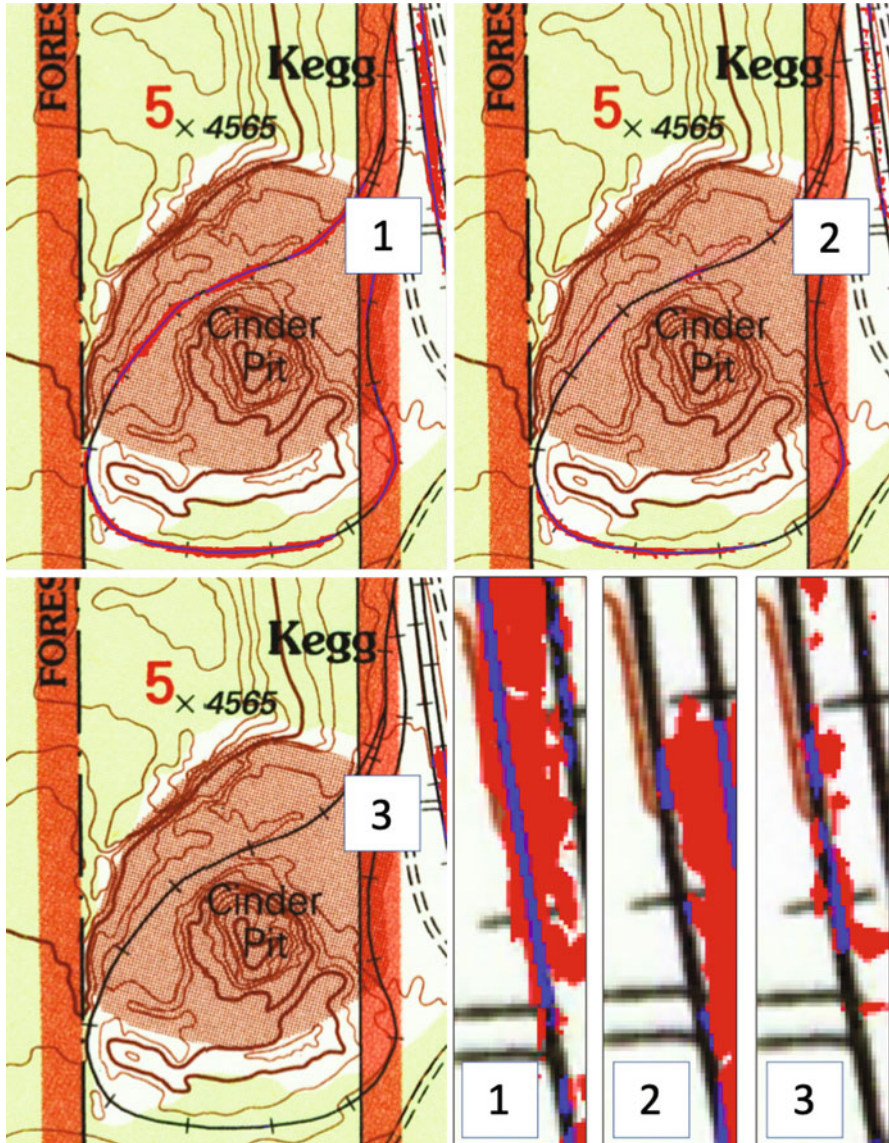 FORES
Kegg
5
× 4565
1
Cinder
Pit
FORES
Kegg
5
× 4565
2
Cinder
Pit
FORES
Kegg
5
× 4565
3
Cinder
Pit
1
2
3